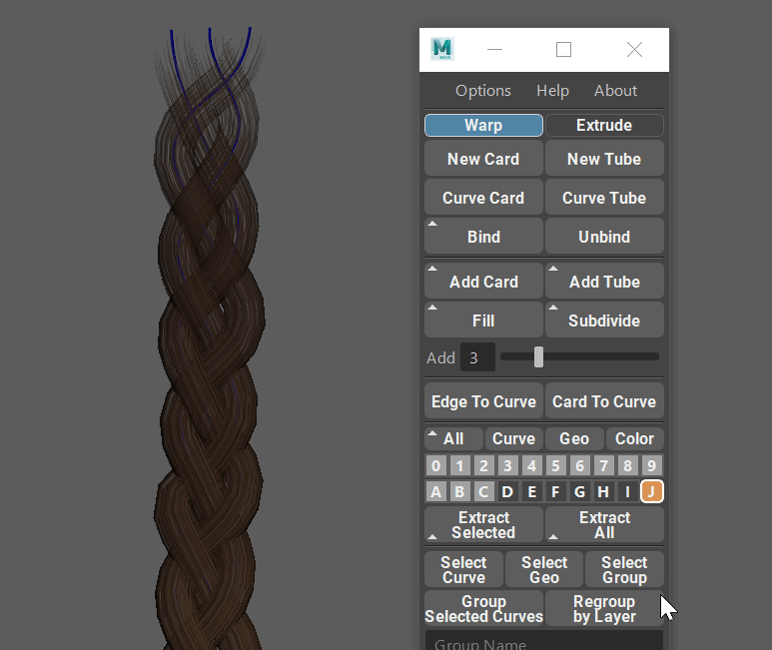 M
Options Help About
Warp Extrude
New Card New Tube
Curve Card Curve Tube
Bind Unbind
Add Card Add Tube
Fill Subdivide
Add 3
Edge To Curve Card To Curve
All Curve Geo Color
0 1 2 3 4 5 6 7 8 9
A B C D E F G H I J
Extract Selected Extract All
Select Curve Select Geo Select Group
Group Selected Curves Regroup by Layer
Group Name